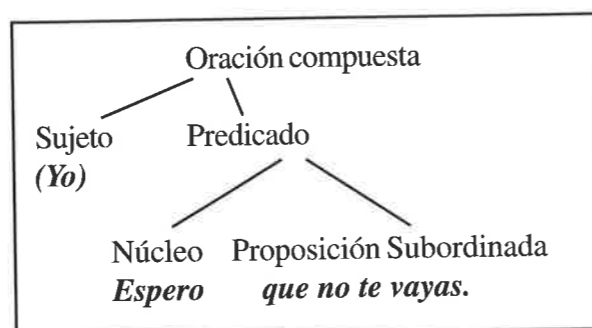 Oración compuesta
Sujeto Predicado
(Yo)
Núcleo Proposición Subordinada
Espero que no te vayas.